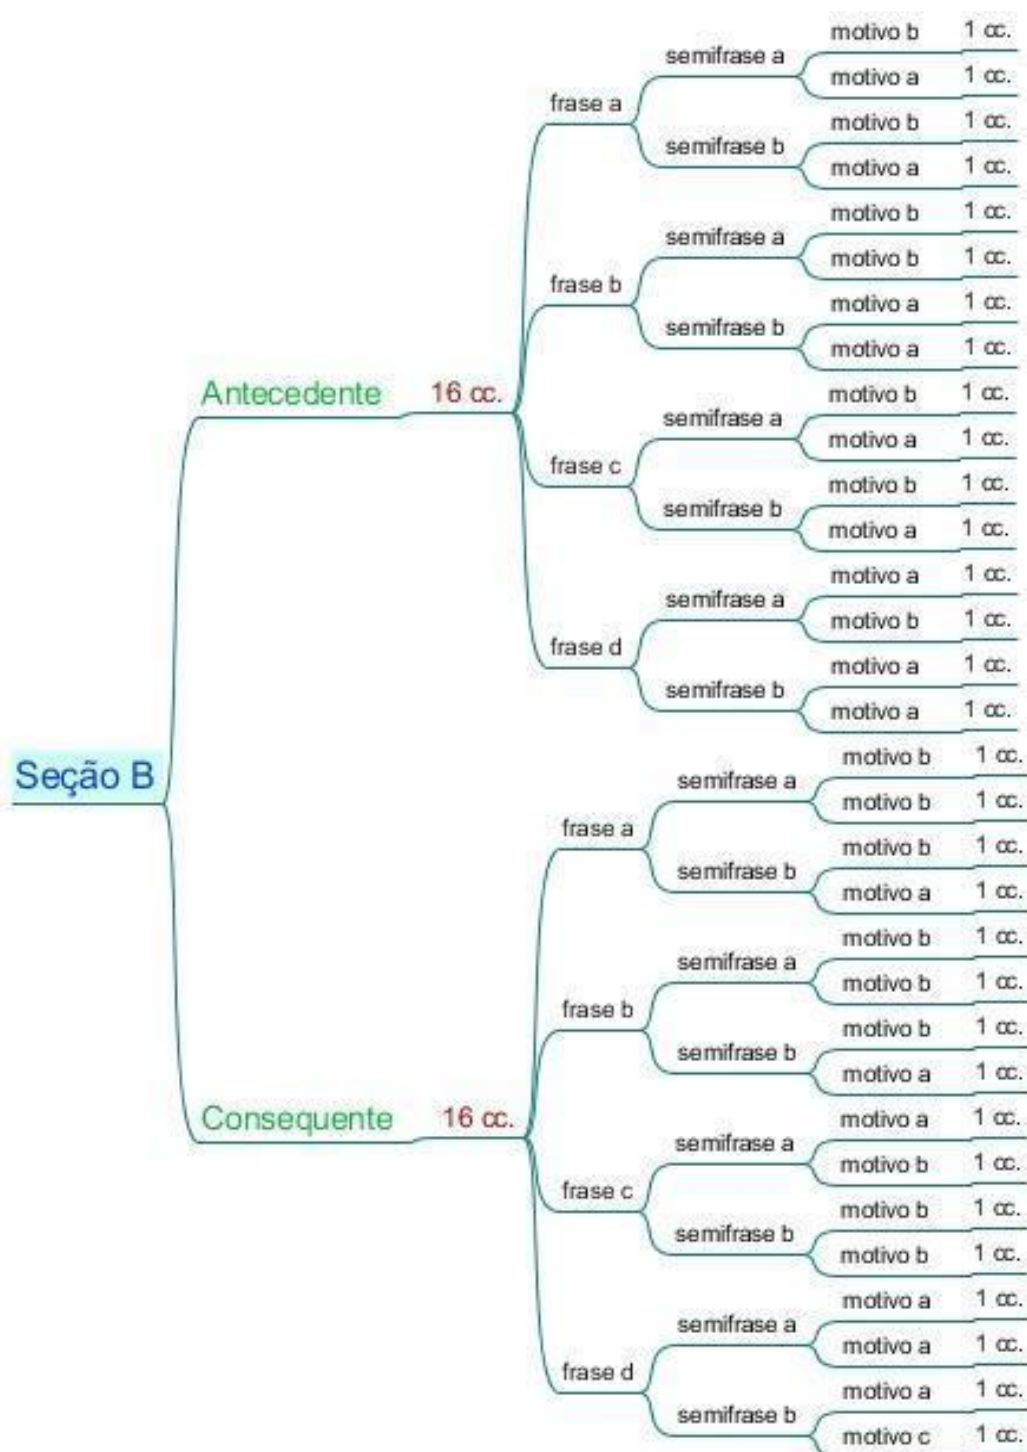 Seção B
Antecedente 16 cc.
frase a
semifrase a
motivo b 1 cc.
motivo a 1 cc.
semifrase b
motivo b 1 cc.
motivo a 1 cc.
frase b
semifrase a
motivo b 1 cc.
motivo b 1 cc.
semifrase b
motivo a 1 cc.
motivo a 1 cc.
frase c
semifrase a
motivo b 1 cc.
motivo a 1 cc.
semifrase b
motivo b 1 cc.
motivo a 1 cc.
frase d
semifrase a
motivo a 1 cc.
motivo b 1 cc.
semifrase b
motivo a 1 cc.
motivo a 1 cc.
Consequente 16 cc.
frase a
semifrase a
motivo b 1 cc.
motivo b 1 cc.
semifrase b
motivo b 1 cc.
motivo a 1 cc.
frase b
semifrase a
motivo b 1 cc.
motivo b 1 cc.
semifrase b
motivo b 1 cc.
motivo a 1 cc.
frase c
semifrase a
motivo a 1 cc.
motivo b 1 cc.
semifrase b
motivo b 1 cc.
motivo b 1 cc.
frase d
semifrase a
motivo a 1 cc.
motivo a 1 cc.
semifrase b
motivo a 1 cc.
motivo c 1 cc.